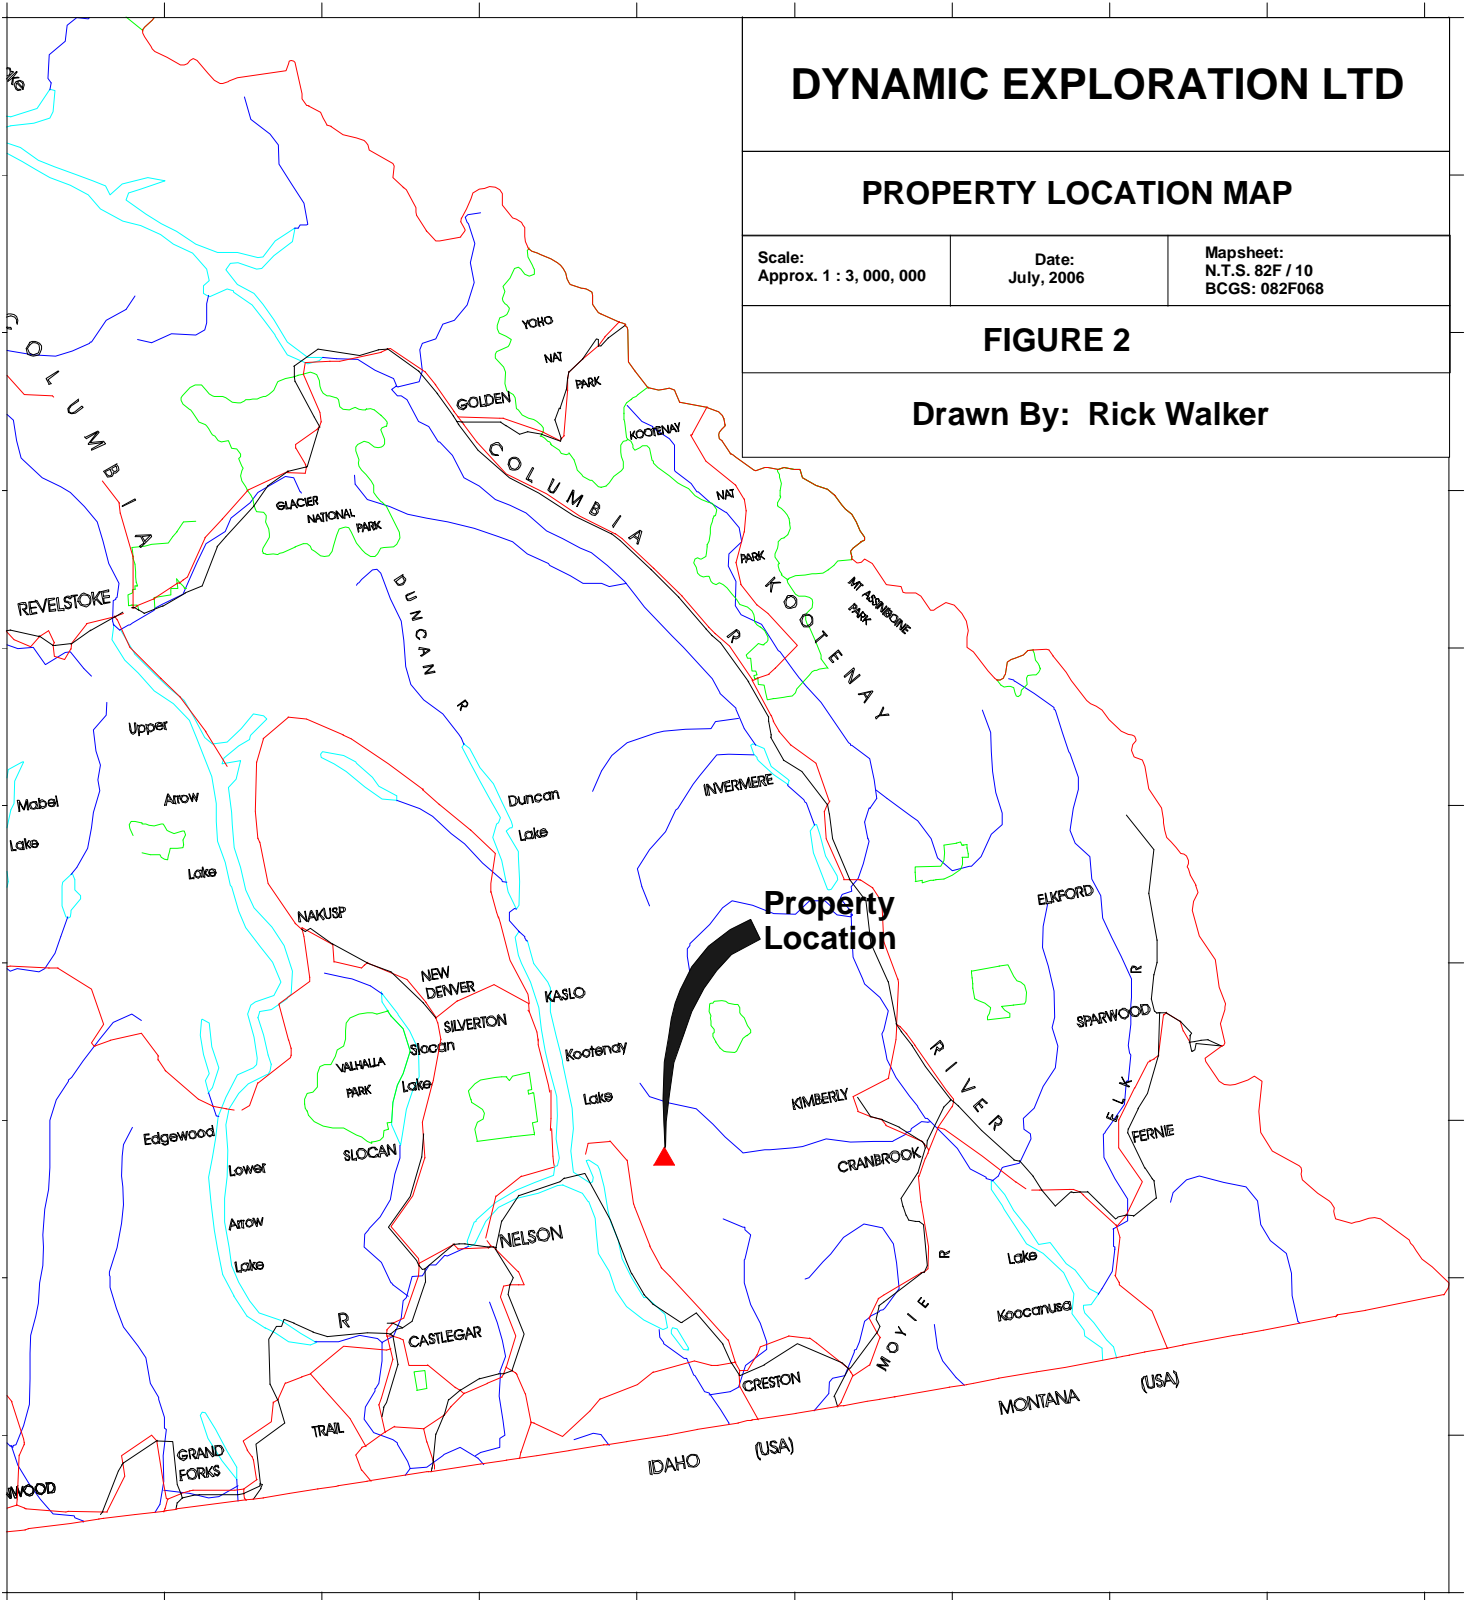 DYNAMIC EXPLORATION LTD
PROPERTY LOCATION MAP
Scale:
Approx. 1 : 3, 000, 000
Date:
July, 2006
Mapsheet:
N.T.S. 82F / 10
BCGS: 082F068
FIGURE 2
Drawn By: Rick Walker
COLUMBIA
YOHO
NAT
PARK
GOLDEN
KOOTENAY
NAT
PARK
COLUMBIA
R
GLACIER
NATIONAL
PARK
KOOTENAY
MT ASSINIBOINE
PARK
REVELSTOKE
DUNCAN
R
Upper
Arrow
Lake
Mabel
Lake
Duncan
Lake
INVERMERE
ELKFORD
Property
Location
NAKUSP
NEW
DENVER
KASLO
SILVERTON
Slocan
Lake
VALHALLA
PARK
Kootenay
Lake
R
SPARWOOD
RIVER
ELK
KIMBERLY
FERNIE
CRANBROOK
Edgewood
SLOCAN
Lower
Arrow
Lake
NELSON
Lake
Koocanusa
R
MOYIE
R
CASTLEGAR
CRESTON
TRAIL
GRAND
FORKS
NWOOD
IDAHO
(USA)
MONTANA
(USA)